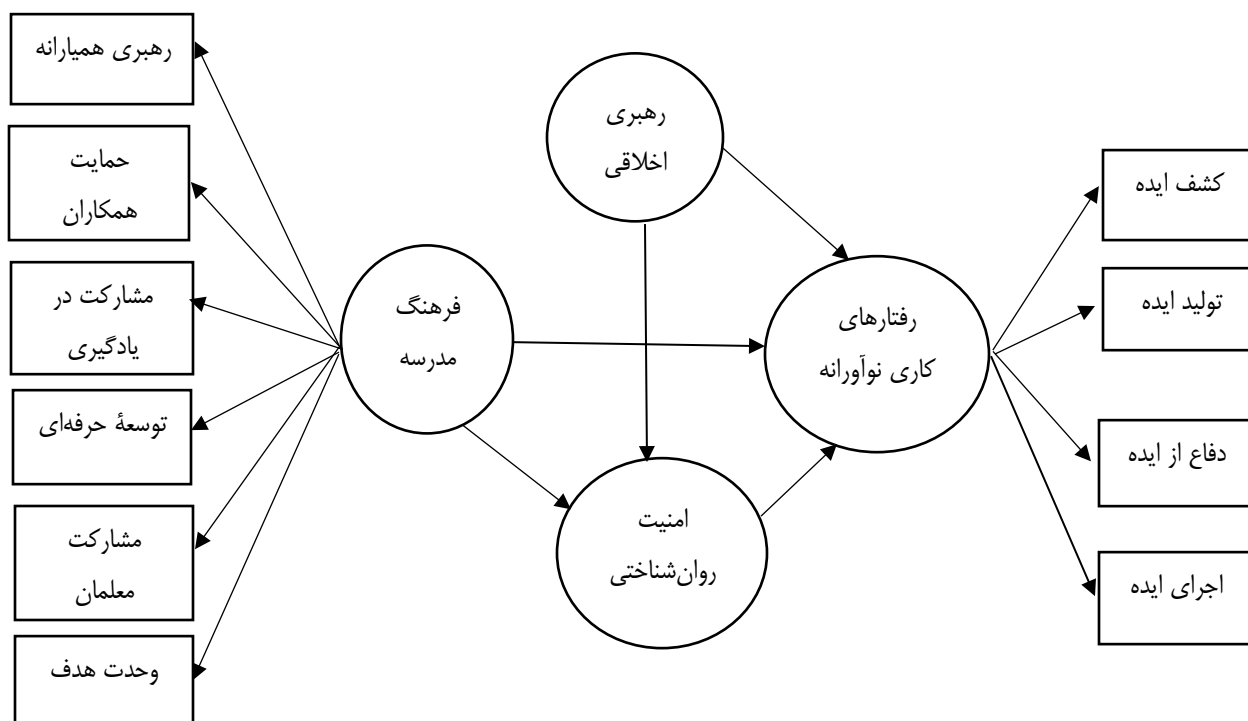 رهبری همیارانه
حمایت
همکاران
مشارکت در
یادگیری
توسعۀ حرفه‌ای
مشارکت
معلمان
وحدت هدف
فرهنگ
مدرسه
رهبری
اخلاقی
امنیت
روان‌شناختی
رفتارهای
کاری نوآورانه
کشف ایده
تولید ایده
دفاع از ایده
اجرای ایده